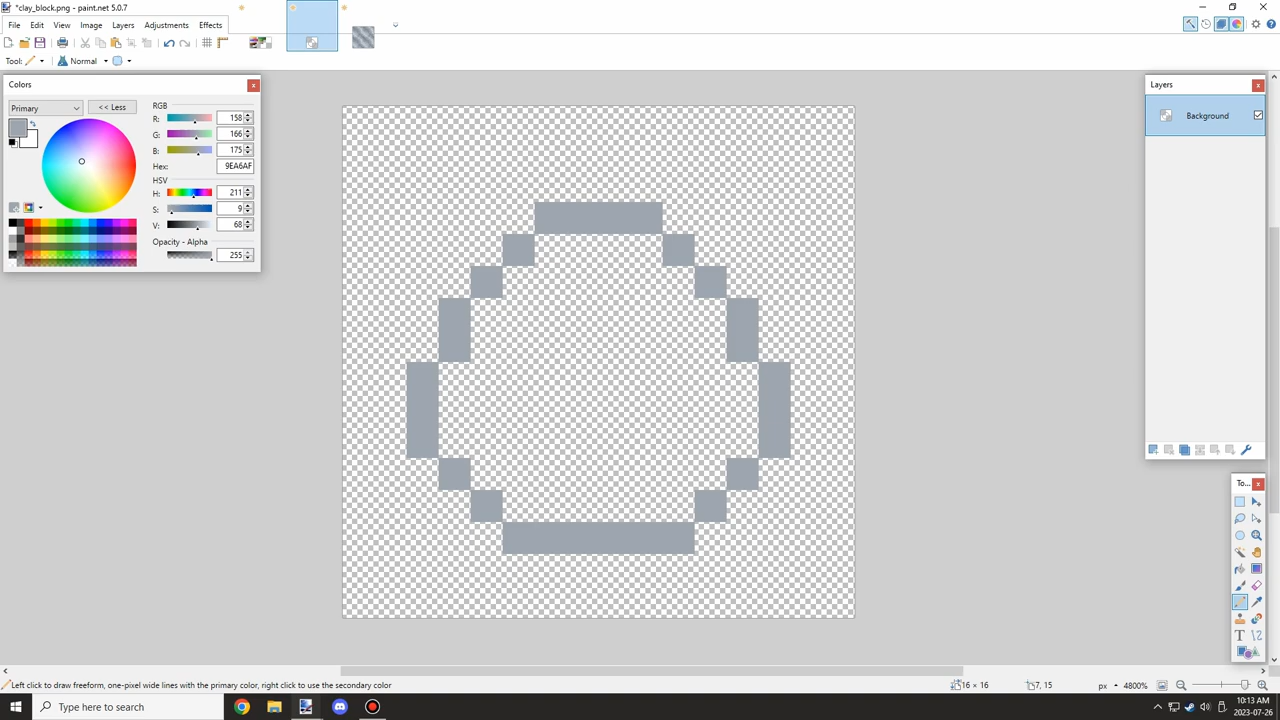 *clay_block.png - paint.net 5.0.7
File Edit View Image Layers Adjustments Effects
Tool: Normal
Colors
Primary << Less
RGB
R: 158
G: 166
B: 175
Hex: 9EA6AF
HSV
H: 211
S: 9
V: 68
Opacity - Alpha
255
Layers
Background
To...
T
Left click to draw freeform, one-pixel wide lines with the primary color, right click to use the secondary color
16 × 16
7, 15
px
4800%
Type here to search
10:13 AM
2023-07-26